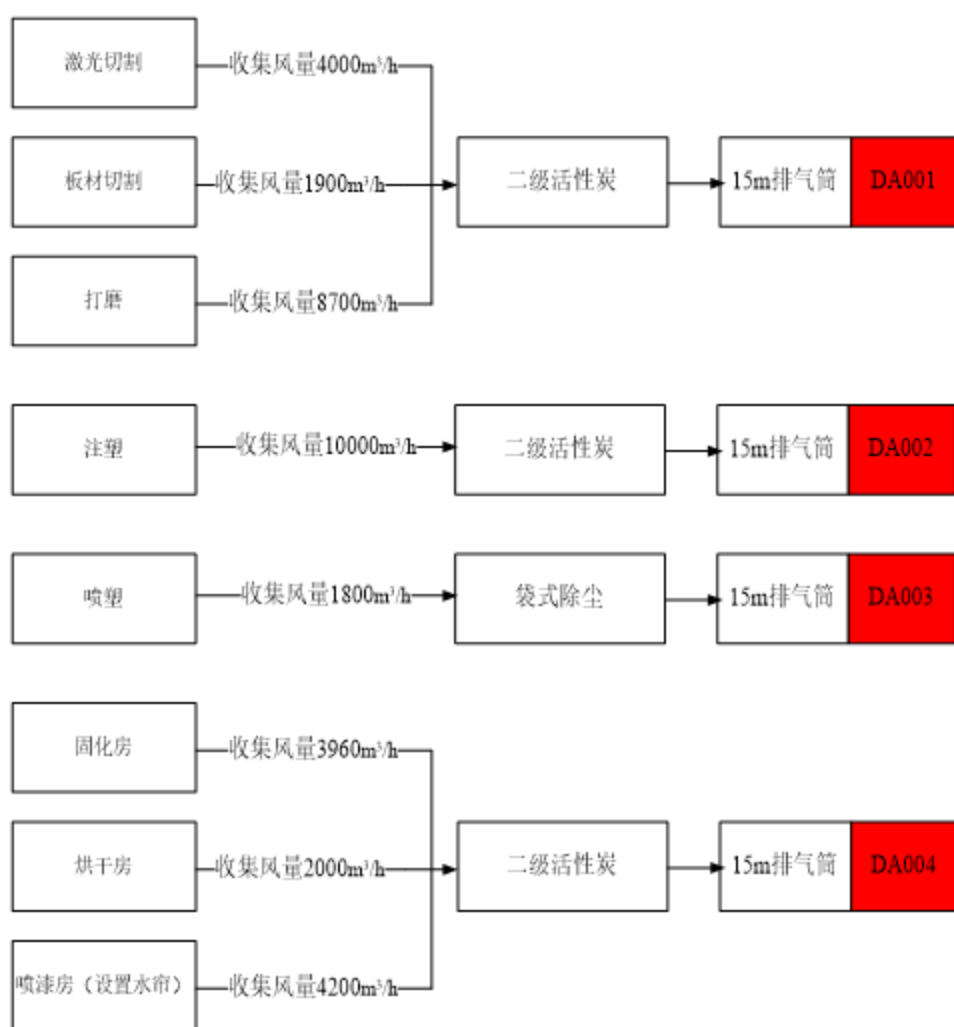 激光切割
收集风量4000m³/h
板材切割
收集风量1900m³/h
二级活性炭
15m排气筒
DA001
打磨
收集风量8700m³/h
注塑
收集风量10000m³/h
二级活性炭
15m排气筒
DA002
喷塑
收集风量1800m³/h
袋式除尘
15m排气筒
DA003
固化房
收集风量3960m³/h
烘干房
收集风量2000m³/h
二级活性炭
15m排气筒
DA004
喷漆房（设置水帘）
收集风量4200m³/h